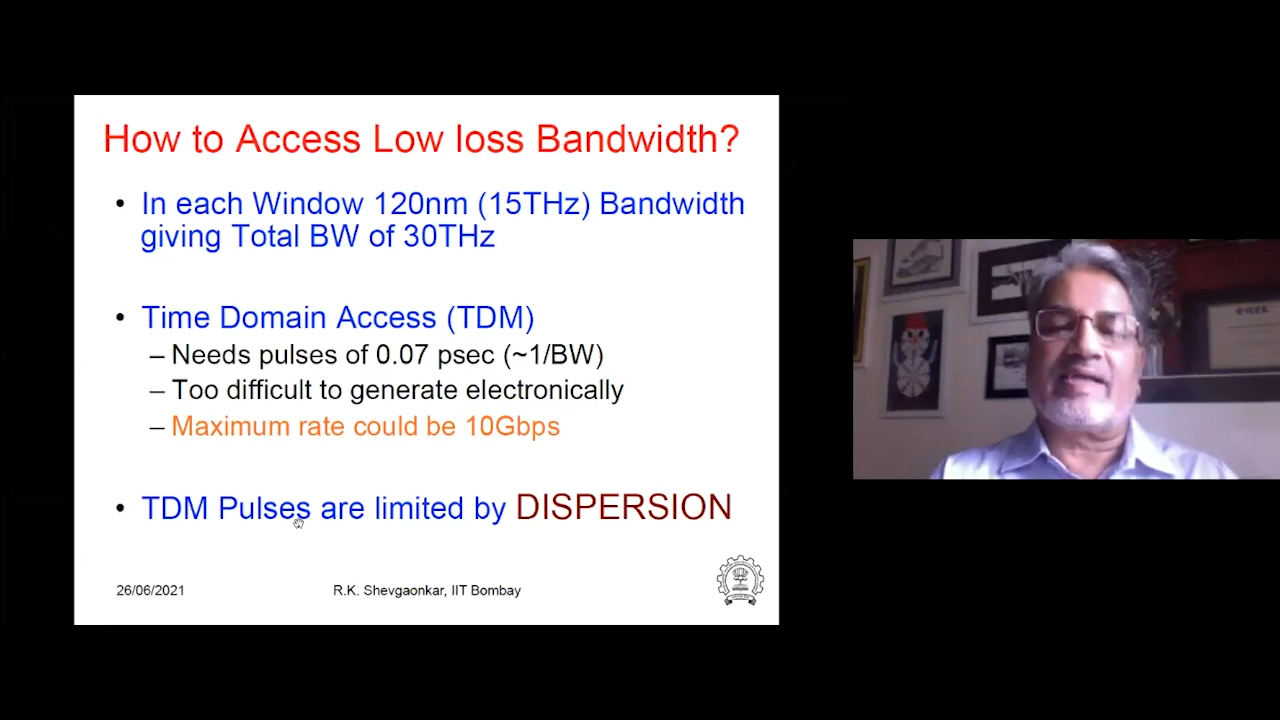 How to Access Low loss Bandwidth?
• In each Window 120nm (15THz) Bandwidth
giving Total BW of 30THz
• Time Domain Access (TDM)
– Needs pulses of 0.07 psec (~1/BW)
– Too difficult to generate electronically
– Maximum rate could be 10Gbps
• TDM Pulses are limited by DISPERSION
26/06/2021
R.K. Shevgaonkar, IIT Bombay